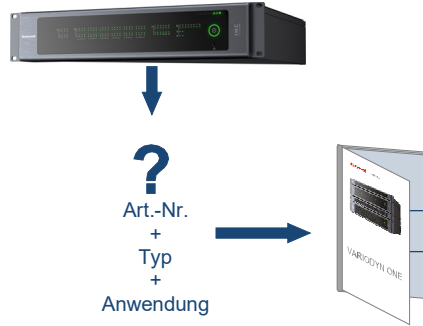 ?
Art.-Nr.
+
Typ
+
Anwendung
VARIODYN ONE